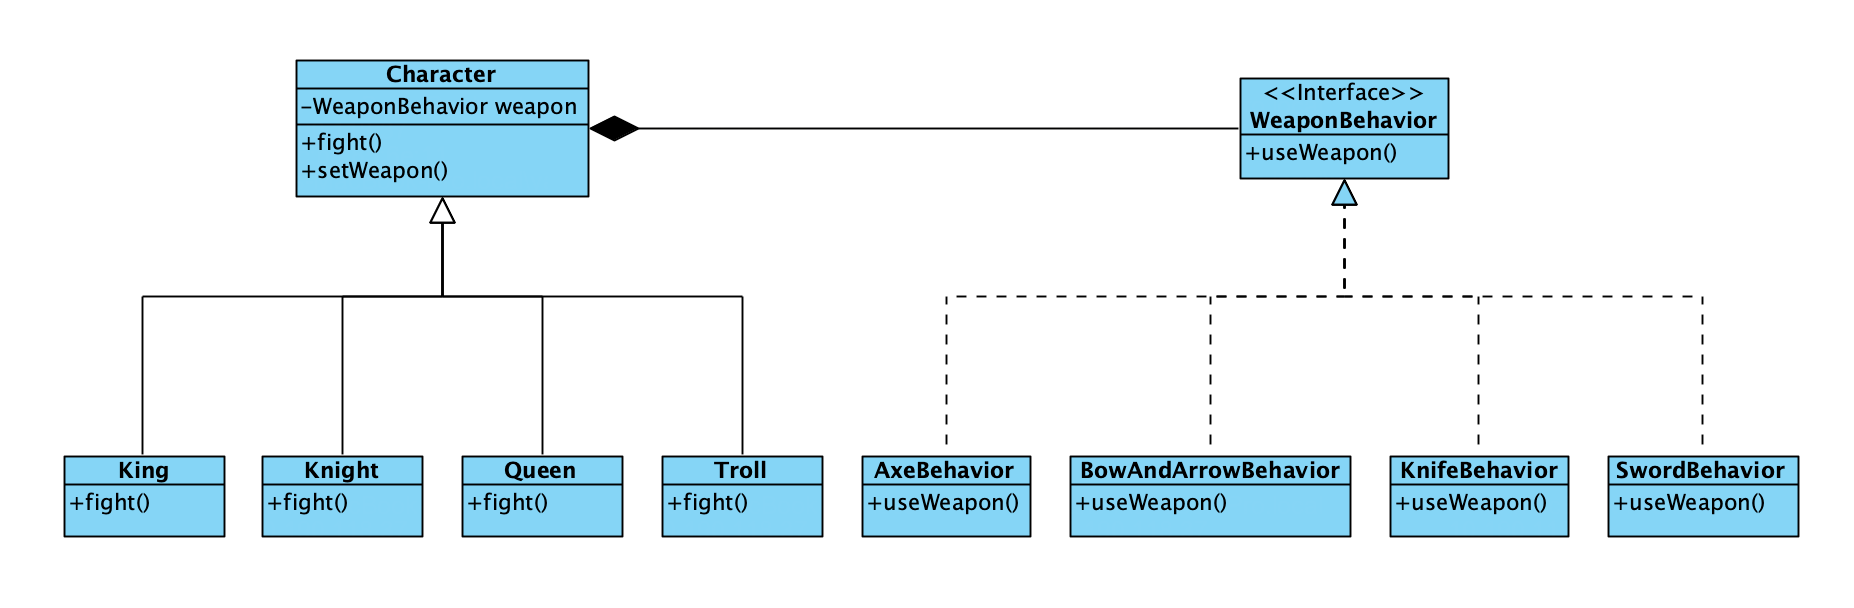 Character
-WeaponBehavior weapon
+fight()
+setWeapon()
<<Interface>>
WeaponBehavior
+useWeapon()
King
+fight()
Knight
+fight()
Queen
+fight()
Troll
+fight()
AxeBehavior
+useWeapon()
BowAndArrowBehavior
+useWeapon()
KnifeBehavior
+useWeapon()
SwordBehavior
+useWeapon()